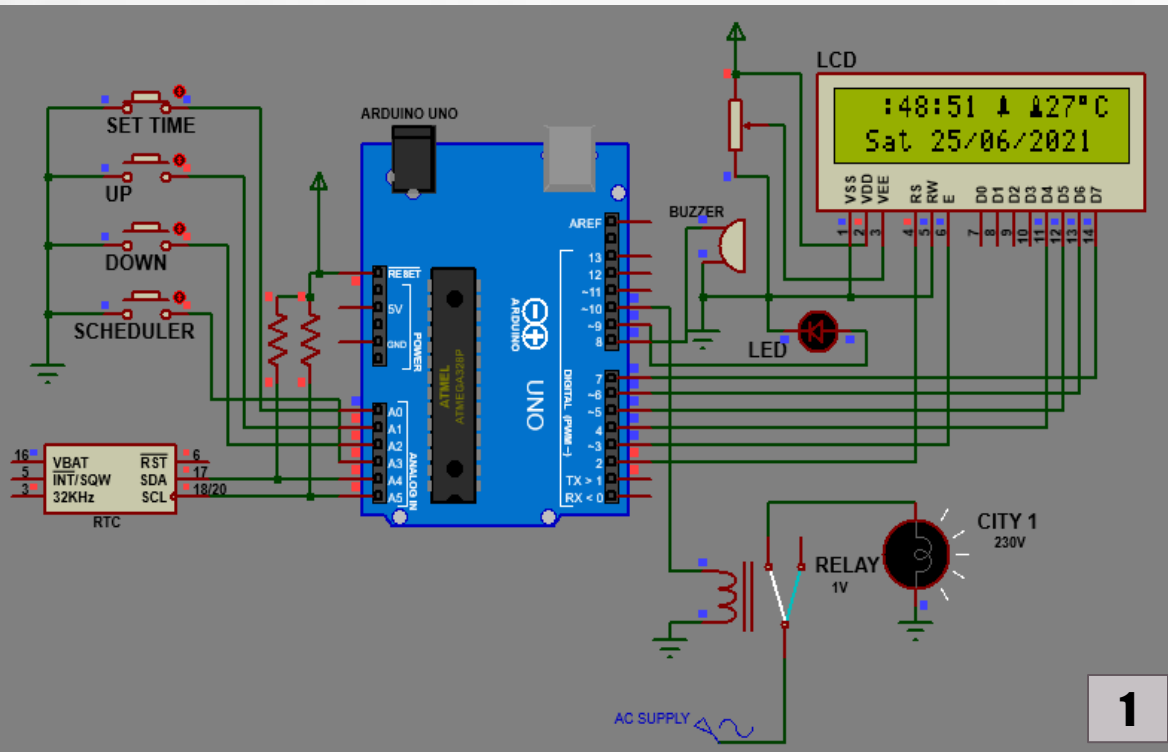 SET TIME
UP
DOWN
SCHEDULER
ARDUINO UNO
RESET
5V
POWER
GND
A0
A1
A2
A3
A4
A5
ANALOG IN
ATMEL
ATMEGA328P
ARDUINO
UNO
AREF
13
12
~11
~10
~9
8
DIGITAL (PWM~)
7
~6
~5
4
~3
2
TX > 1
RX < 0
16 VBAT RST 6
5 INT/SQW SDA 17
3 32KHz SCL 18/20
RTC
BUZZER
LED
LCD
:48:51 27°C
Sat 25/06/2021
VSS VDD VEE RS RW E D0 D1 D2 D3 D4 D5 D6 D7
1 2 3 4 5 6 7 8 9 10 11 12 13 14
RELAY
1V
CITY 1
230V
AC SUPPLY
1